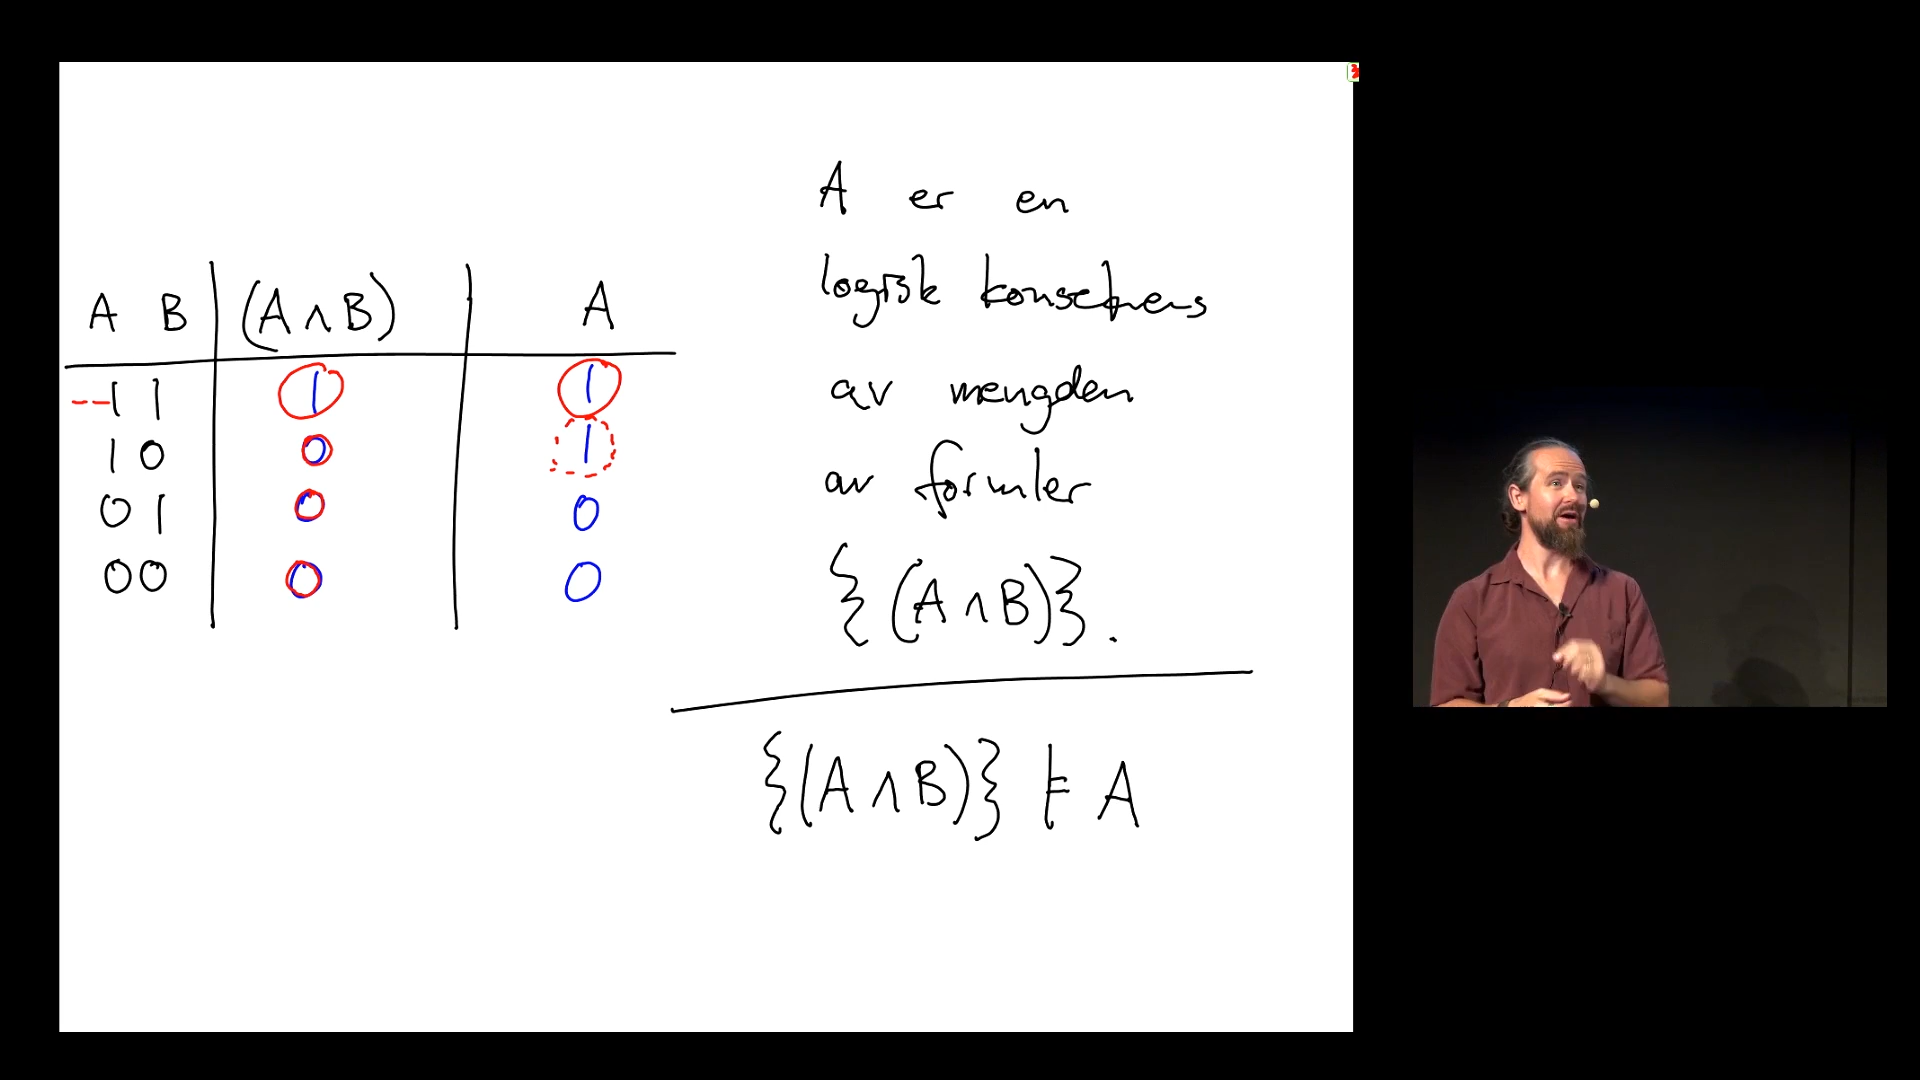 A B (A ∧ B) A
1 1 1 1
1 0 0 1
0 1 0 0
0 0 0 0
A er en
logisk konsekvens
av mengden
av formler
{(A ∧ B)}.
{(A ∧ B)} ⊨ A